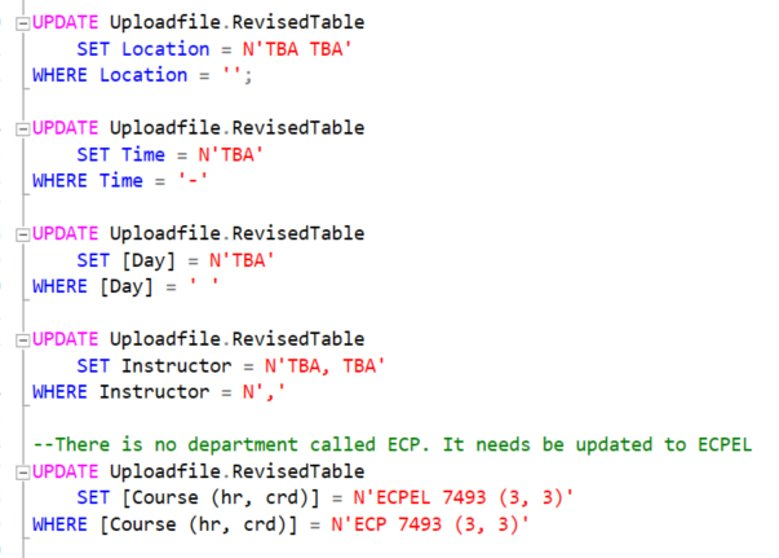 UPDATE Uploadfile.RevisedTable
SET Location = N'TBA TBA'
WHERE Location = '';
UPDATE Uploadfile.RevisedTable
SET Time = N'TBA'
WHERE Time = '-'
UPDATE Uploadfile.RevisedTable
SET [Day] = N'TBA'
WHERE [Day] = ' '
UPDATE Uploadfile.RevisedTable
SET Instructor = N'TBA, TBA'
WHERE Instructor = N','
--There is no department called ECP. It needs be updated to ECPEL
UPDATE Uploadfile.RevisedTable
SET [Course (hr, crd)] = N'ECPEL 7493 (3, 3)'
WHERE [Course (hr, crd)] = N'ECP 7493 (3, 3)'